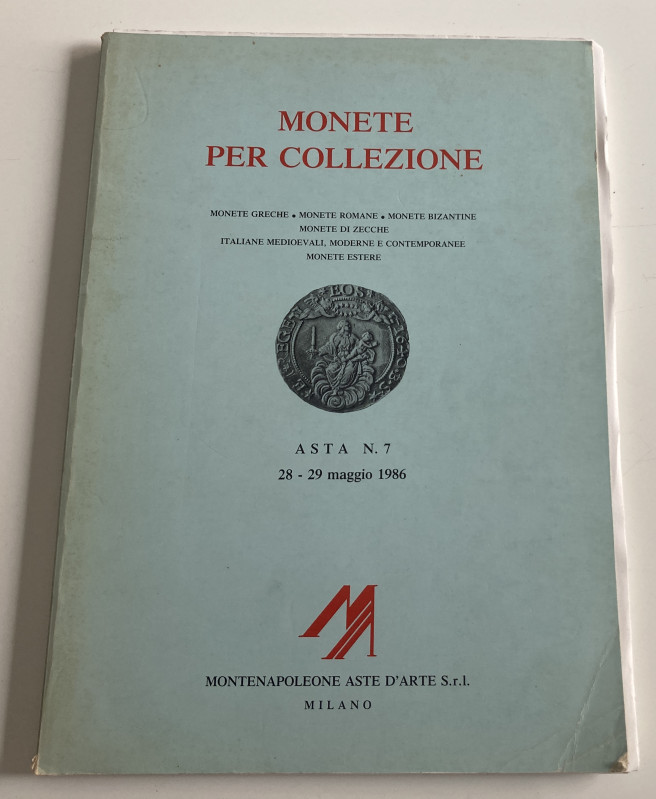 MONETE
PER COLLEZIONE
MONETE GRECHE • MONETE ROMANE • MONETE BIZANTINE
MONETE DI ZECCHE
ITALIANE MEDIOEVALI, MODERNE E CONTEMPORANEE
MONETE ESTERE
ASTA N. 7
28 - 29 maggio 1986
MONTENAPOLEONE ASTE D'ARTE S.r.l.
MILANO